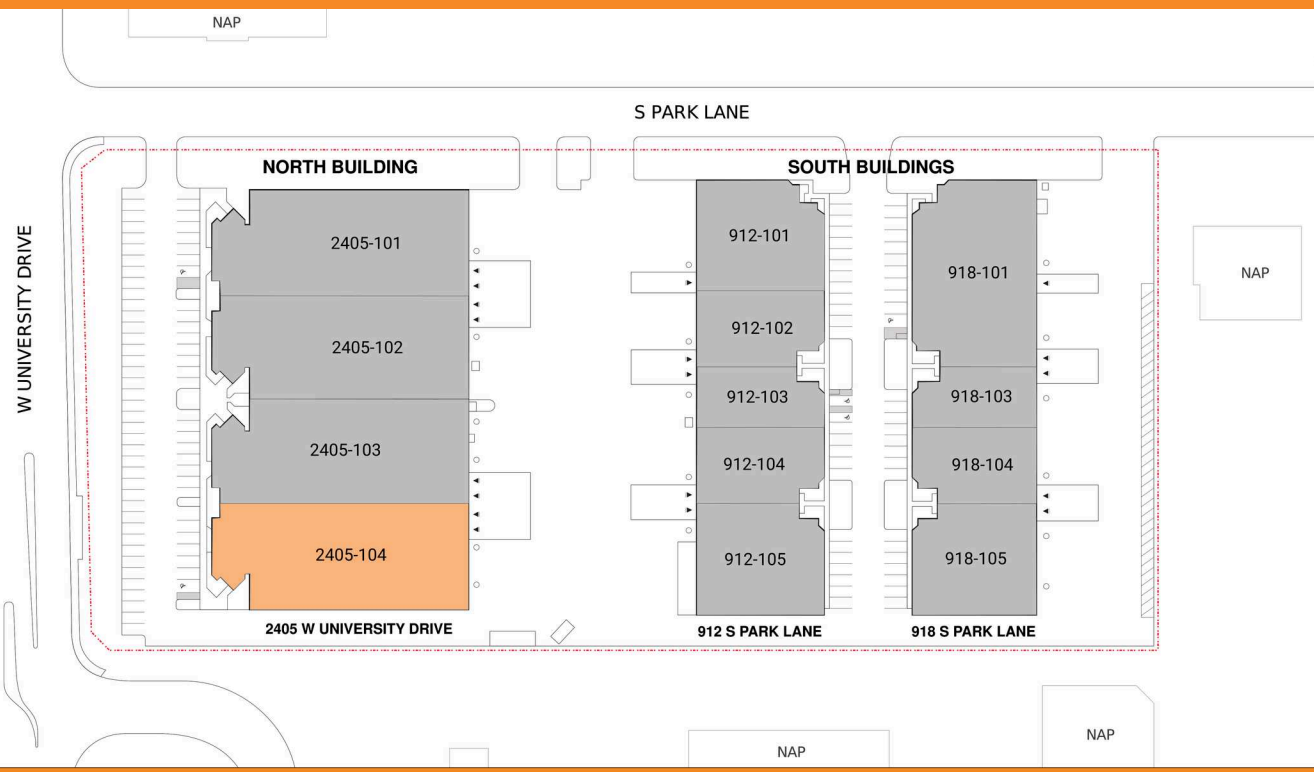 NAP
S PARK LANE
NORTH BUILDING
SOUTH BUILDINGS
W UNIVERSITY DRIVE
2405-101
2405-102
2405-103
2405-104
912-101
912-102
912-103
912-104
912-105
918-101
918-103
918-104
918-105
NAP
2405 W UNIVERSITY DRIVE
912 S PARK LANE
918 S PARK LANE
NAP
NAP